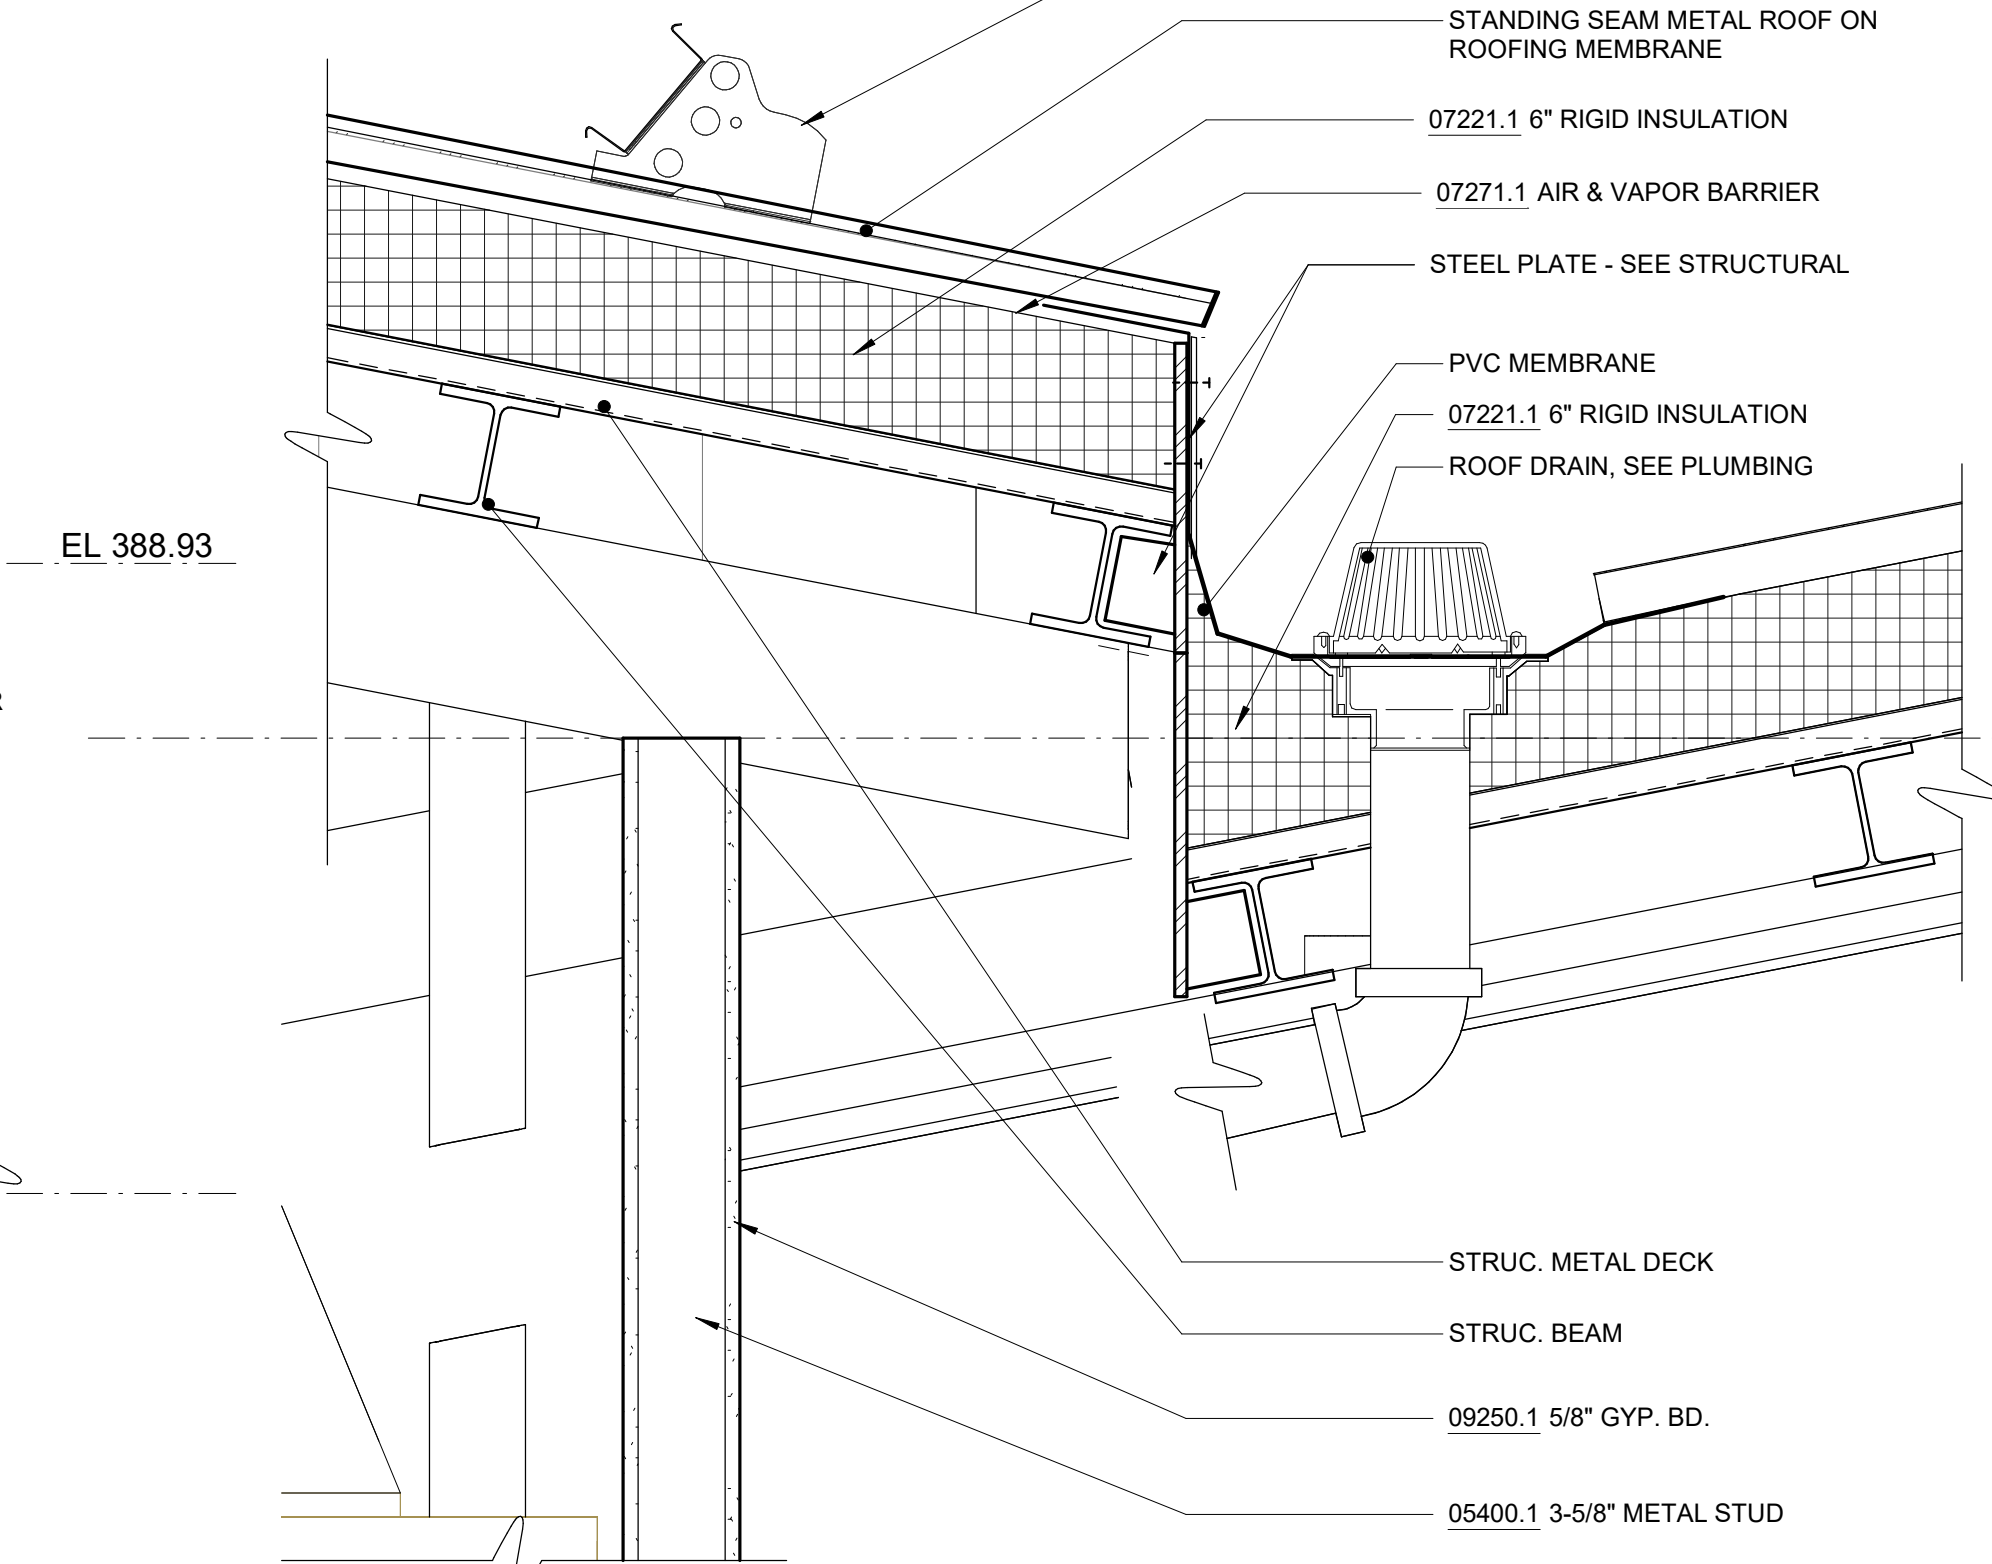 STANDING SEAM METAL ROOF ON
ROOFING MEMBRANE
07221.1 6" RIGID INSULATION
07271.1 AIR & VAPOR BARRIER
STEEL PLATE - SEE STRUCTURAL
PVC MEMBRANE
07221.1 6" RIGID INSULATION
ROOF DRAIN, SEE PLUMBING
EL 388.93
STRUC. METAL DECK
STRUC. BEAM
09250.1 5/8" GYP. BD.
05400.1 3-5/8" METAL STUD